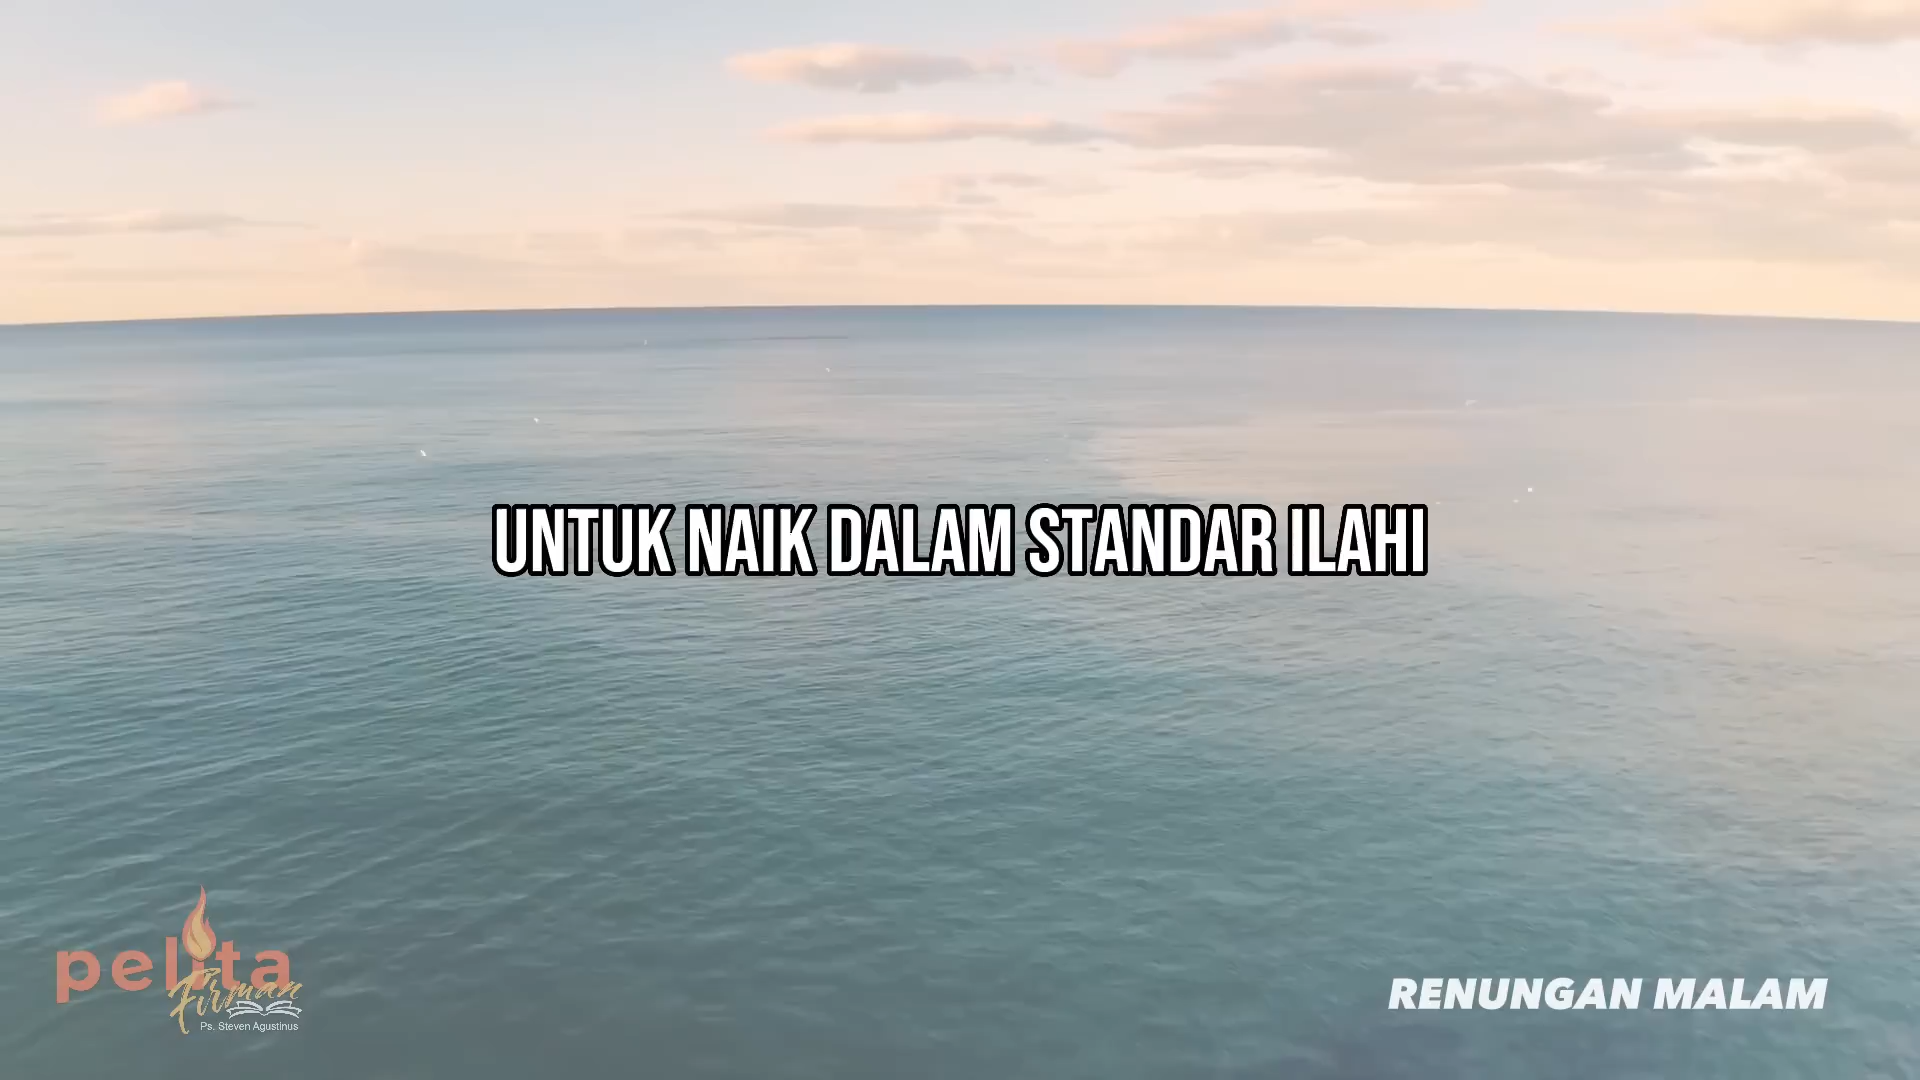 UNTUK NAIK DALAM STANDAR ILAHI
pelita
Firman
Ps. Steven Agustinus
RENUNGAN MALAM